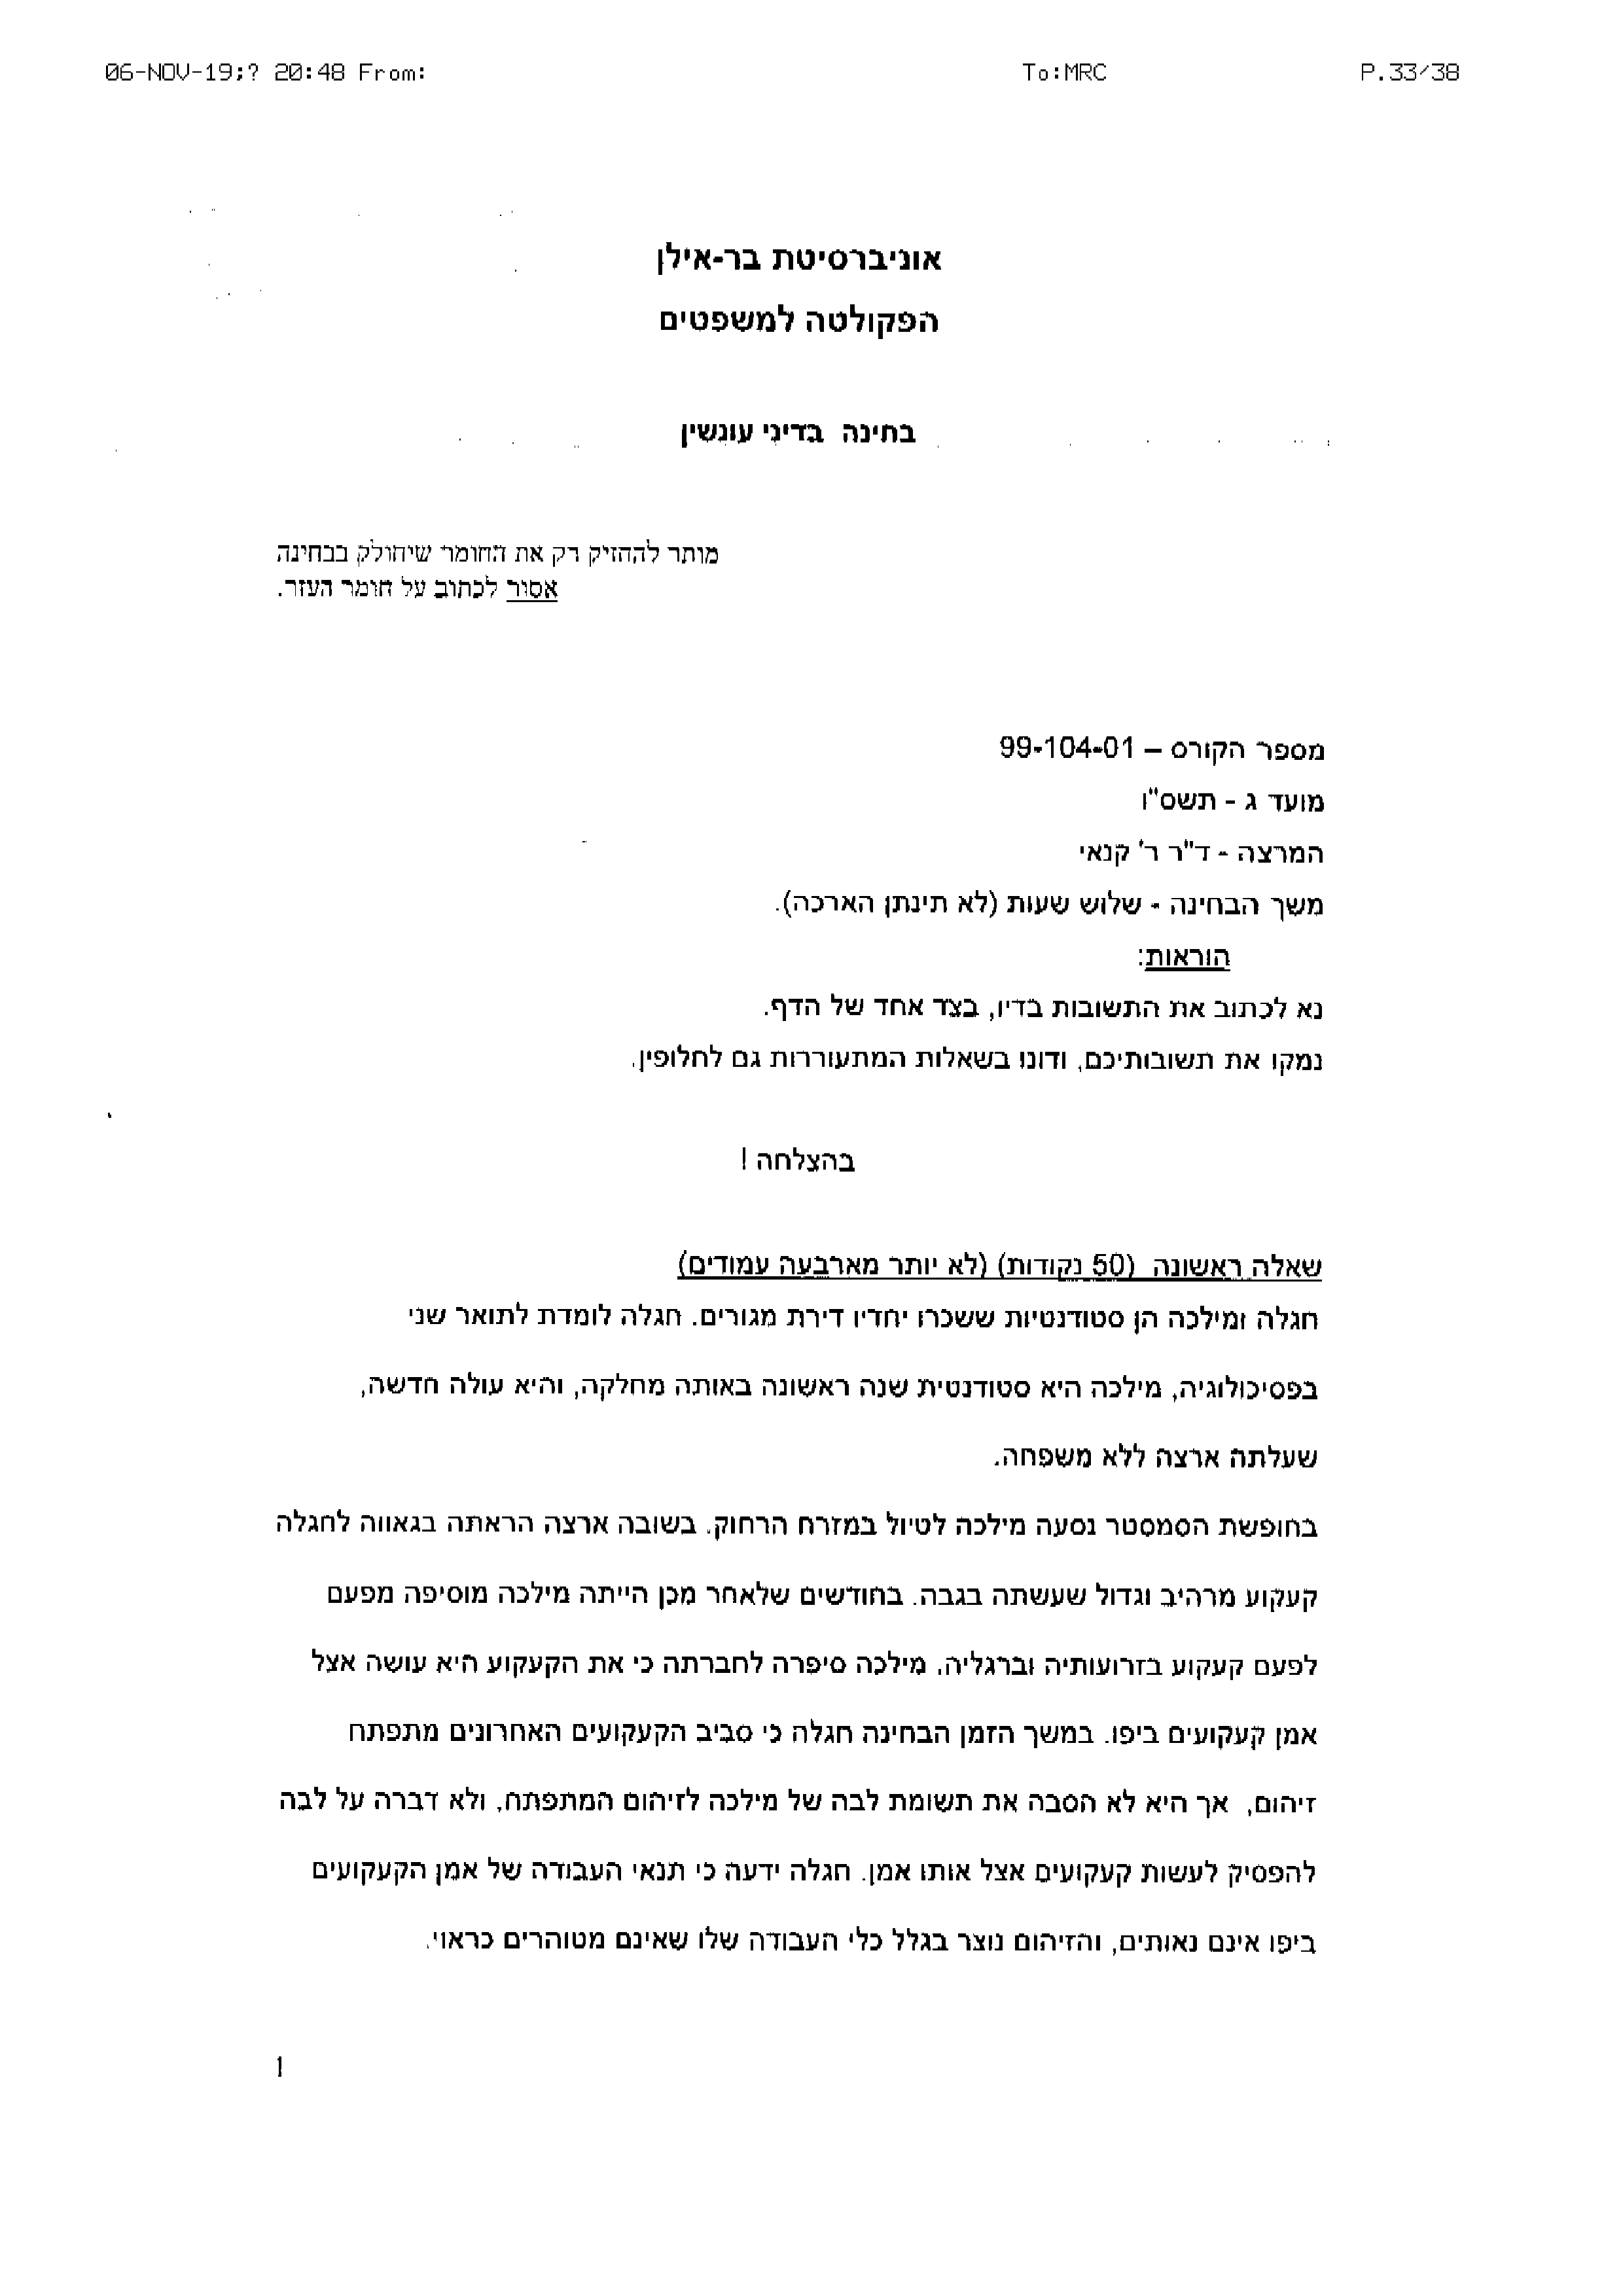 06-NOV-19;? 20:48 From: To:MRC P.33/38
אוניברסיטת בר-אילן
הפקולטה למשפטים
בחינה בדיני עונשין
מותר להחזיק רק את החומר שיחולק בבחינה
אסור לכתוב על חומר העזר.
מספר הקורס – 99-104-01
מועד ג - תשס"ו
המרצה - ד"ר ר' קנאי
משך הבחינה - שלוש שעות (לא תינתן הארכה).
הוראות:
נא לכתוב את התשובות בדיו, בצד אחד של הדף.
נמקו את תשובותיכם, ודונו בשאלות המתעוררות גם לחלופין.
בהצלחה !
שאלה ראשונה (50 נקודות) (לא יותר מארבעה עמודים)
חגלה ומילכה הן סטודנטיות ששכרו יחדיו דירת מגורים. חגלה לומדת לתואר שני
בפסיכולוגיה, מילכה היא סטודנטית שנה ראשונה באותה מחלקה, והיא עולה חדשה,
שעלתה ארצה ללא משפחה.
בחופשת הסמסטר נסעה מילכה לטיול במזרח הרחוק. בשובה ארצה הראתה בגאווה לחגלה
קעקוע מרהיב וגדול שעשתה בגבה. בחודשים שלאחר מכן הייתה מילכה מוסיפה מפעם
לפעם קעקוע בזרועותיה וברגליה. מילכה סיפרה לחברתה כי את הקעקוע היא עושה אצל
אמן קעקועים ביפו. במשך הזמן הבחינה חגלה כי סביב הקעקועים האחרונים מתפתח
זיהום, אך היא לא הסבה את תשומת לבה של מילכה לזיהום המתפתח, ולא דברה על לבה
להפסיק לעשות קעקועים אצל אותו אמן. חגלה ידעה כי תנאי העבודה של אמן הקעקועים
ביפו אינם נאותים, והזיהום נוצר בגלל כלי העבודה שלו שאינם מטוהרים כראוי.
1